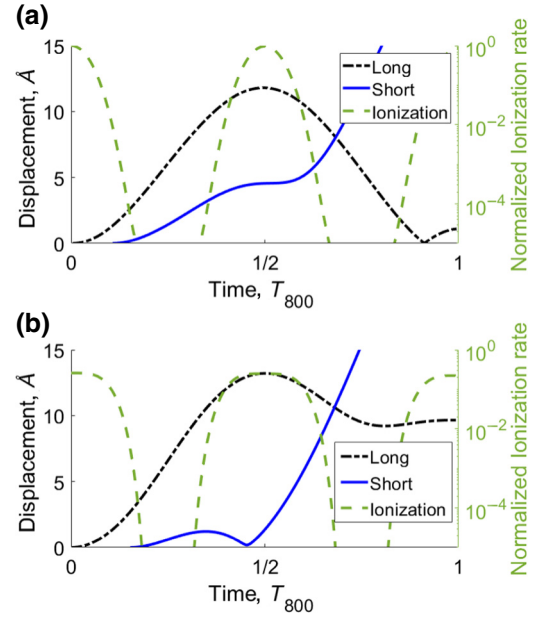 (a)
Displacement, Å
15
10
5
0
Long
Short
Ionization
10^0
10^-2
10^-4
Normalized Ionization rate
0
1/2
1
Time, T_800
(b)
Displacement, Å
15
10
5
0
Long
Short
Ionization
10^0
10^-2
10^-4
Normalized Ionization rate
0
1/2
1
Time, T_800